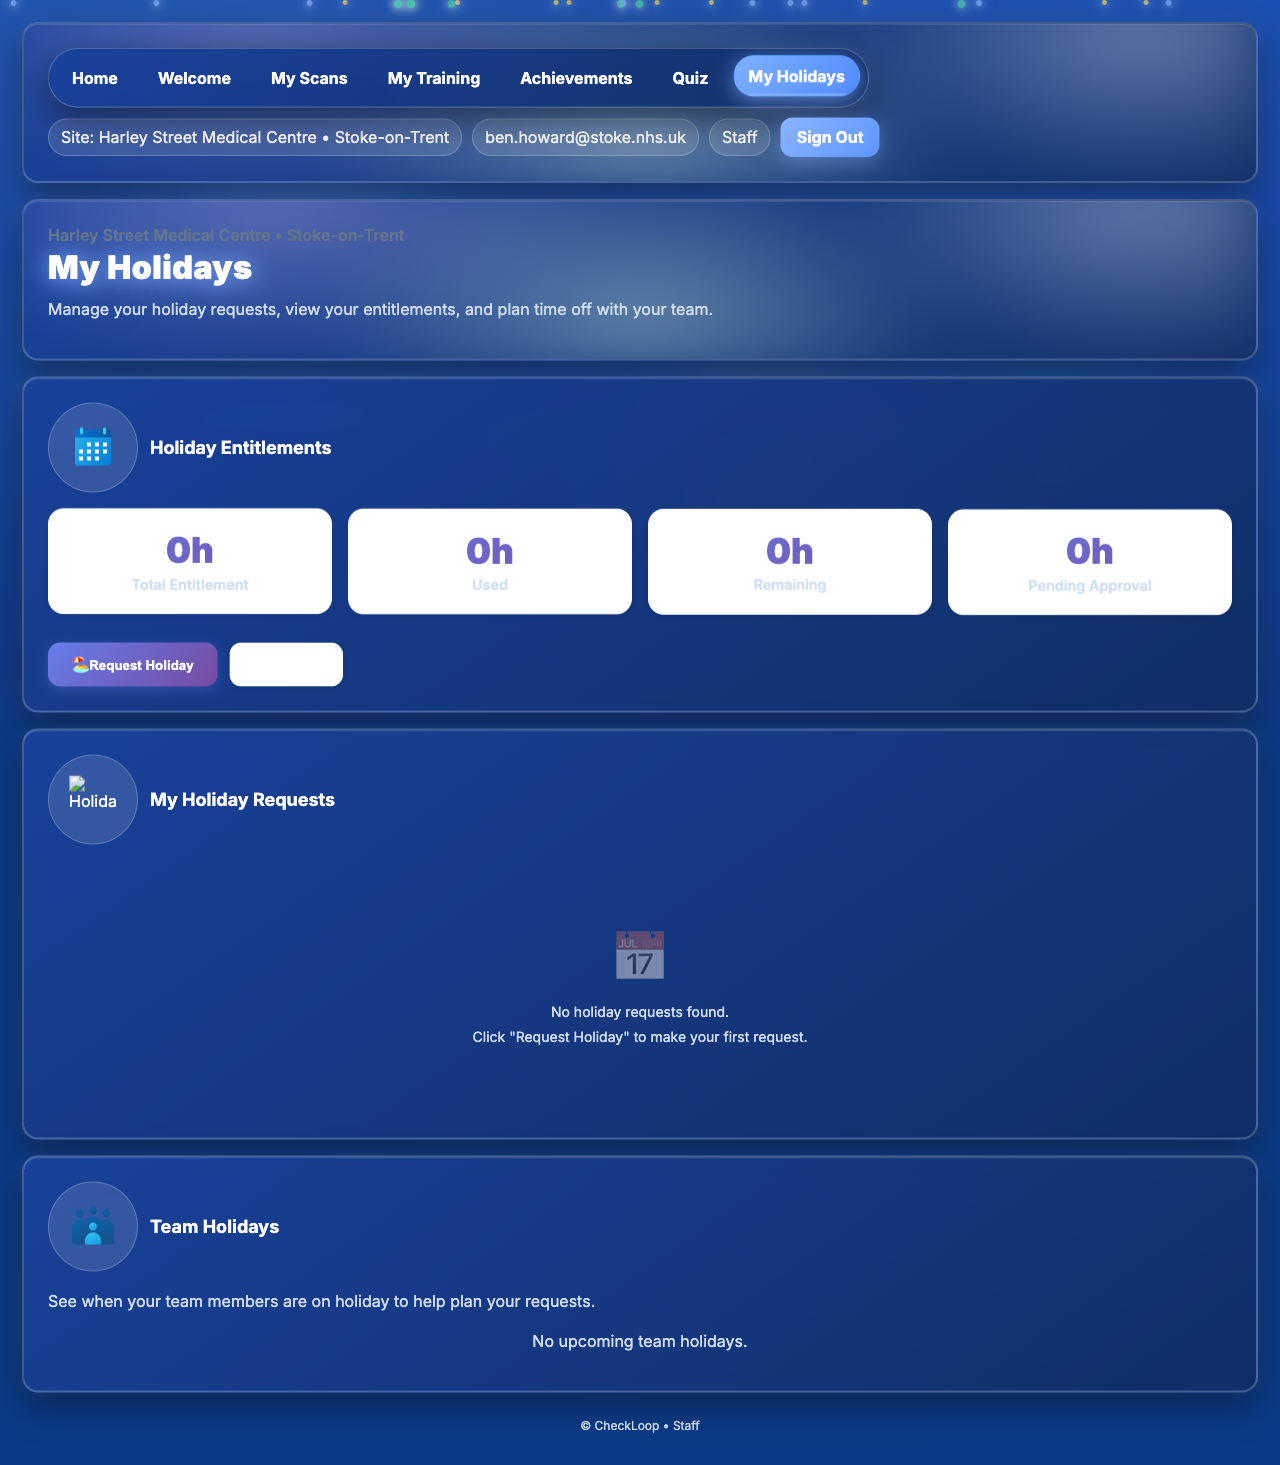 Home Welcome My Scans My Training Achievements Quiz My Holidays
Site: Harley Street Medical Centre • Stoke-on-Trent ben.howard@stoke.nhs.uk Staff Sign Out
Harley Street Medical Centre • Stoke-on-Trent
My Holidays
Manage your holiday requests, view your entitlements, and plan time off with your team.
Holiday Entitlements
0h 0h 0h 0h
Total Entitlement Used Remaining Pending Approval
Request Holiday
Holida
My Holiday Requests
JUL
17
No holiday requests found.
Click "Request Holiday" to make your first request.
Team Holidays
See when your team members are on holiday to help plan your requests.
No upcoming team holidays.
© CheckLoop • Staff